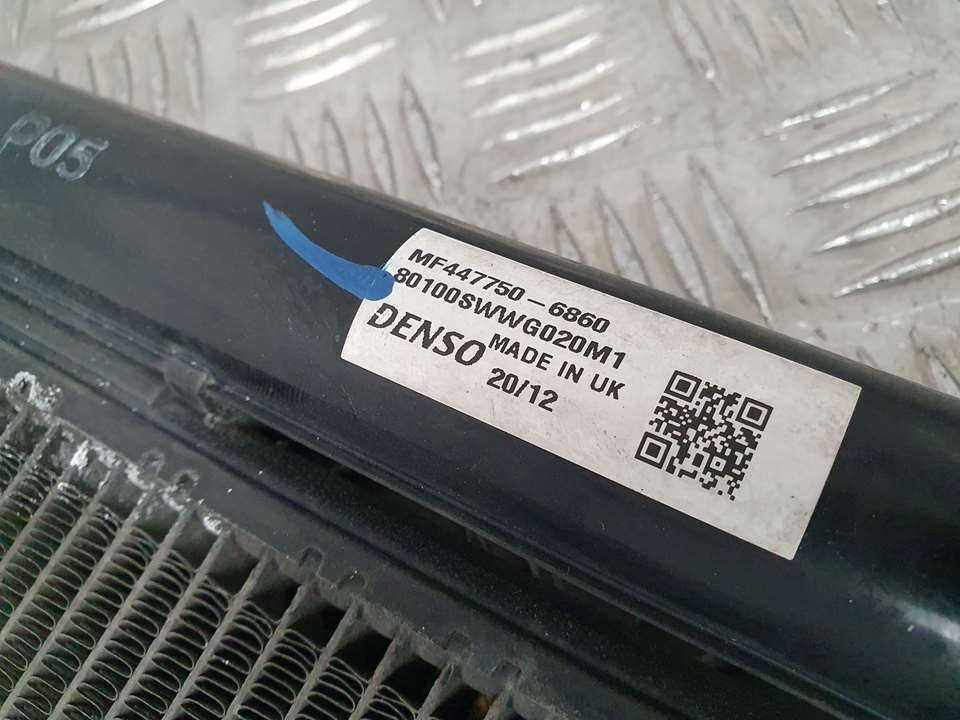 P05
MF447750-6860
80100SWWG020M1
DENSO MADE IN UK
20/12